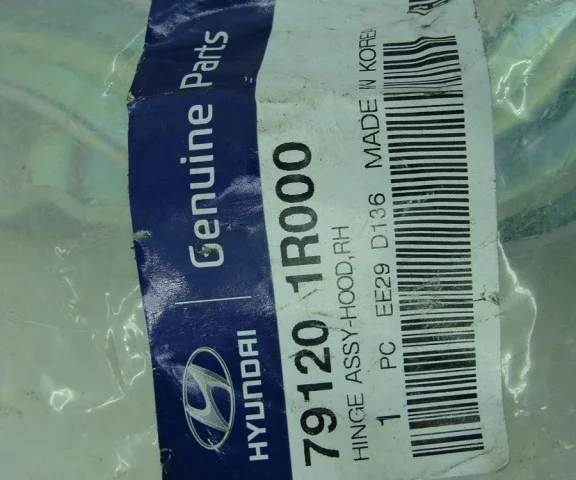 HYUNDAI | Genuine Parts
79120 1R000
HINGE ASSY-HOOD,RH
1 PC EE29 D136 MADE IN KOREA